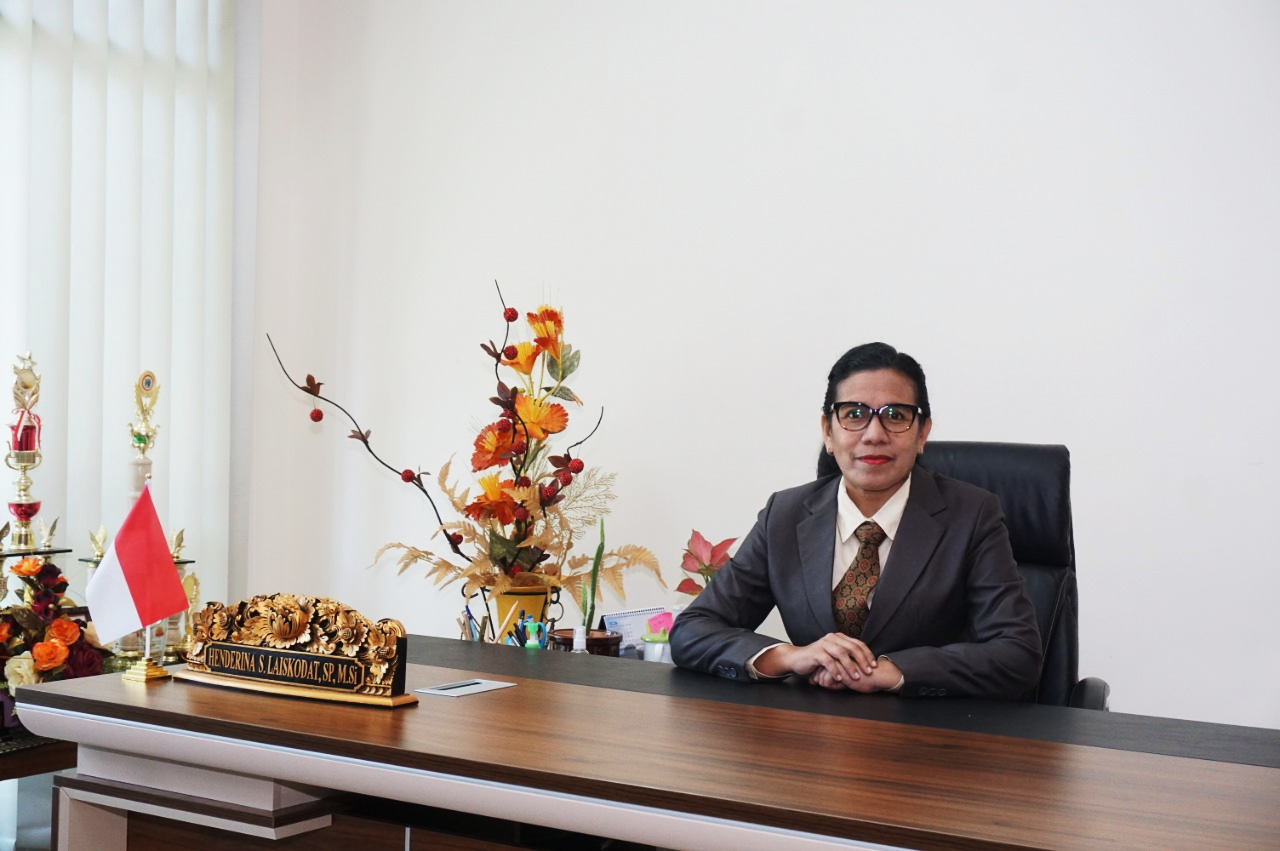 HENDERINA S. LAISKODAT, SP, M.Si